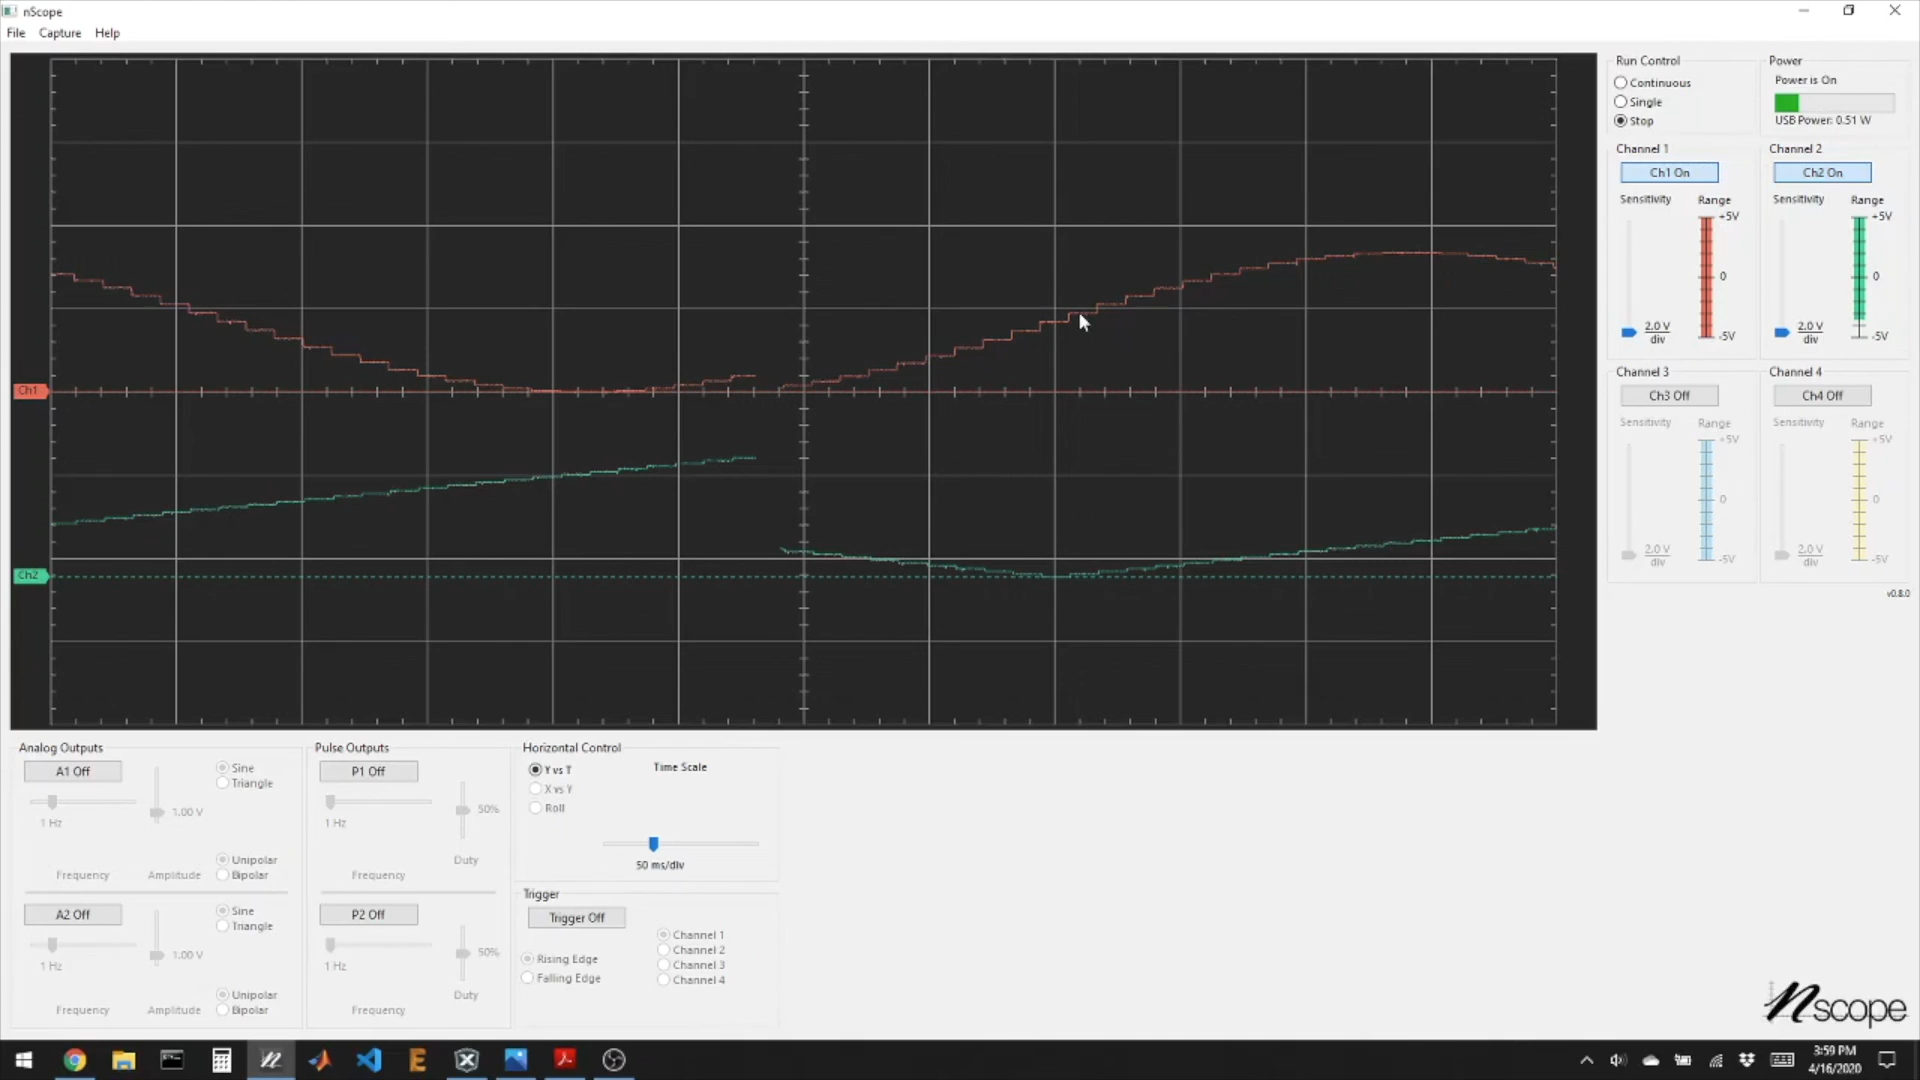 nScope
File Capture Help
Run Control
Continuous
Single
Stop
Power
Power is On
USB Power: 0.51 W
Channel 1
Ch1 On
Sensitivity Range
+5V
0
-5V
2.0 V
div
Channel 2
Ch2 On
Sensitivity Range
+5V
0
-5V
2.0 V
div
Channel 3
Ch3 Off
Sensitivity Range
+5V
0
-5V
2.0 V
div
Channel 4
Ch4 Off
Sensitivity Range
+5V
0
-5V
2.0 V
div
v0.8.0
Ch1
Ch2
Analog Outputs
A1 Off
Sine
Triangle
1.00 V
1 Hz
Unipolar
Bipolar
Frequency Amplitude
A2 Off
Sine
Triangle
1.00 V
1 Hz
Unipolar
Bipolar
Frequency Amplitude
Pulse Outputs
P1 Off
50%
1 Hz
Duty
Frequency
P2 Off
50%
1 Hz
Duty
Frequency
Horizontal Control
Y vs T
X vs Y
Roll
Time Scale
50 ms/div
Trigger
Trigger Off
Rising Edge
Falling Edge
Channel 1
Channel 2
Channel 3
Channel 4
nscope
3:59 PM
4/16/2020